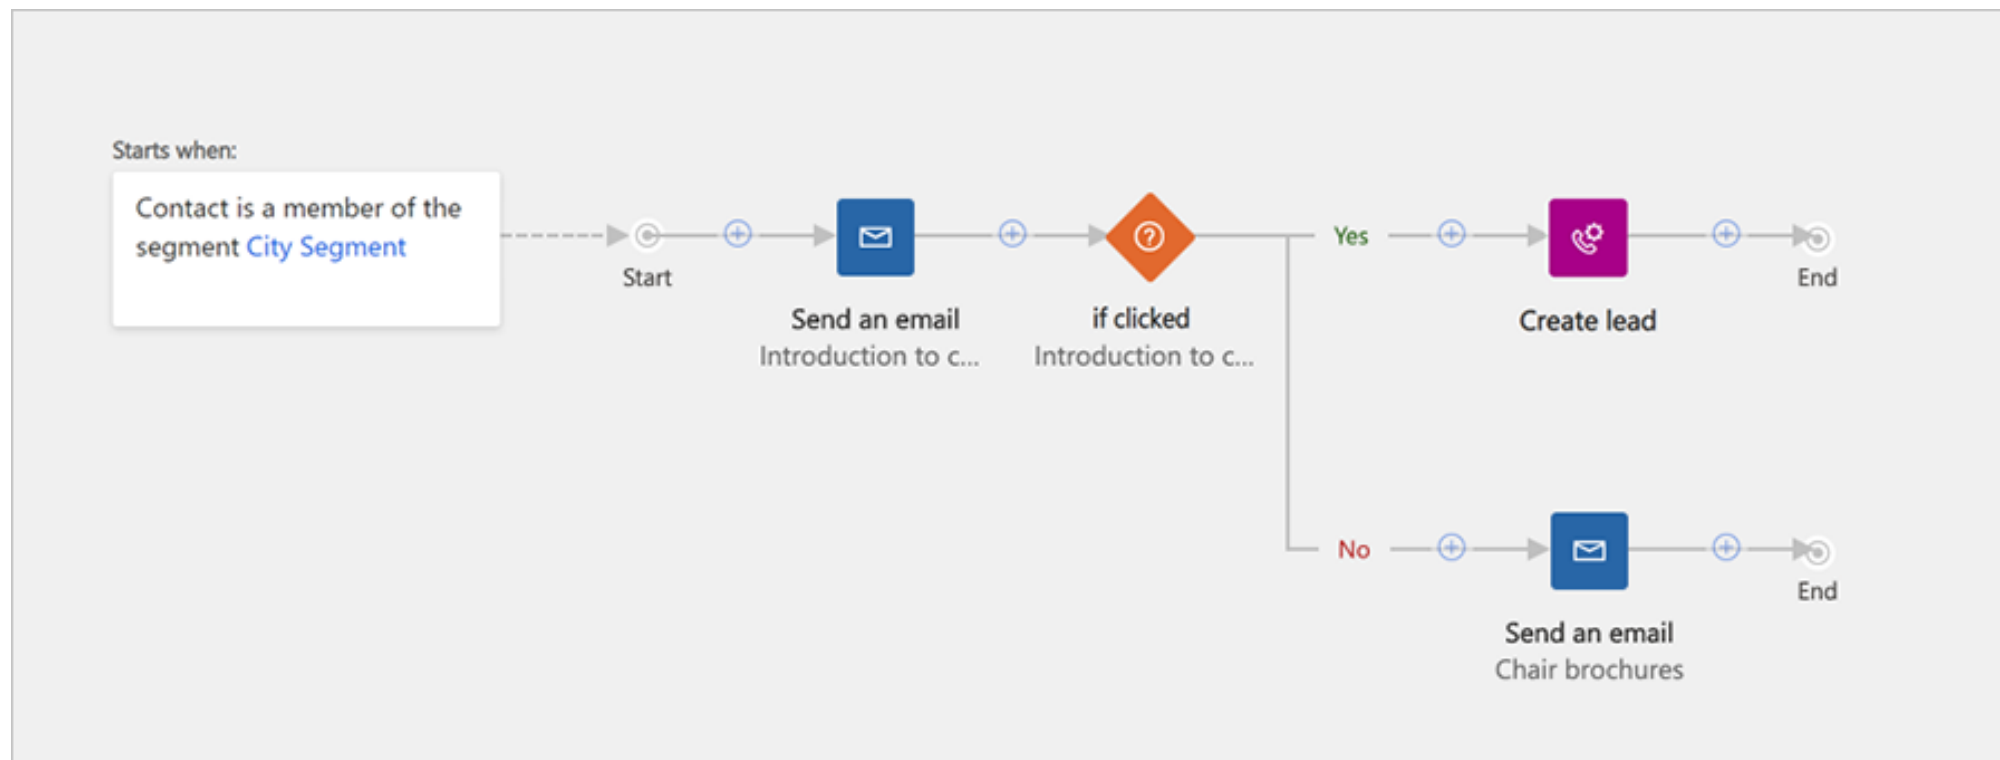 Starts when:
Contact is a member of the
segment City Segment
Start
Send an email
Introduction to c...
if clicked
Introduction to c...
Yes
Create lead
End
No
Send an email
Chair brochures
End